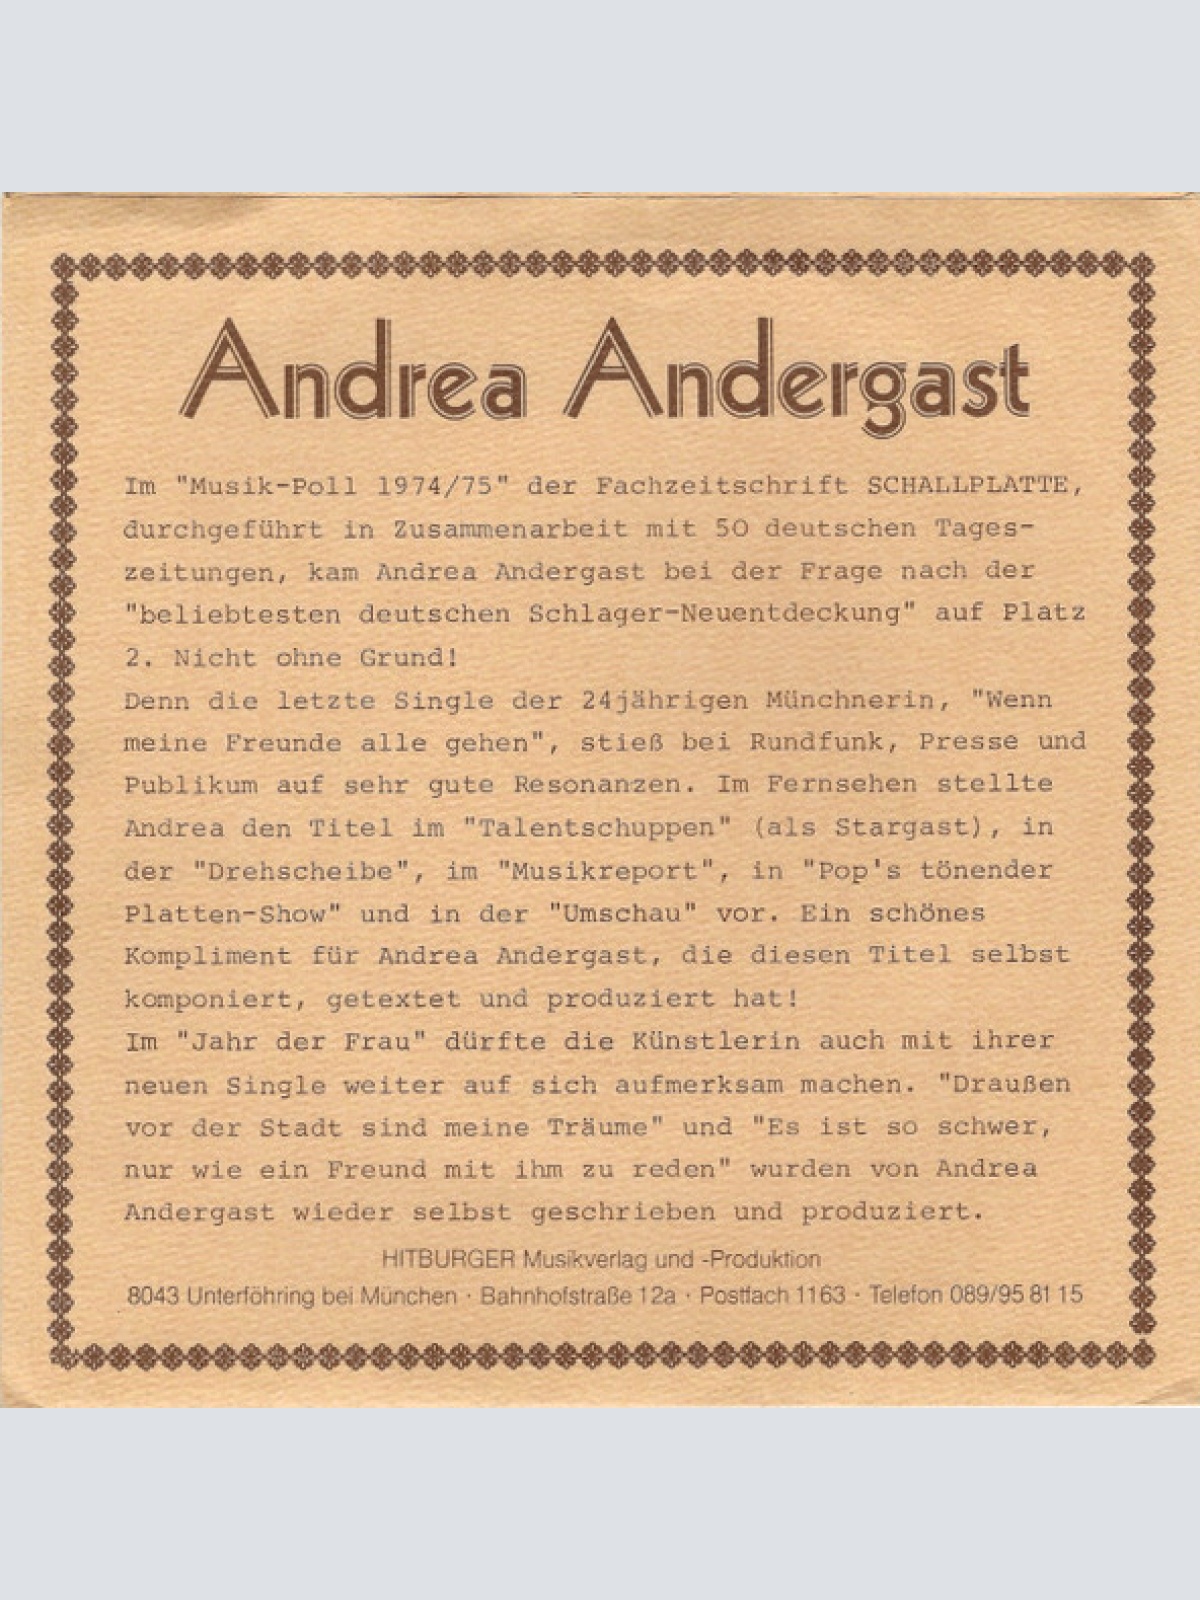 Andrea Andergast
Im "Musik-Poll 1974/75" der Fachzeitschrift SCHALLPLATTE,
durchgeführt in Zusammenarbeit mit 50 deutschen Tages-
zeitungen, kam Andrea Andergast bei der Frage nach der
"beliebtesten deutschen Schlager-Neuentdeckung" auf Platz
2. Nicht ohne Grund!
Denn die letzte Single der 24jährigen Münchnerin, "Wenn
meine Freunde alle gehen", stieß bei Rundfunk, Presse und
Publikum auf sehr gute Resonanzen. Im Fernsehen stellte
Andrea den Titel im "Talentschuppen" (als Stargast), in
der "Drehscheibe", im "Musikreport", in "Pop's tönender
Platten-Show" und in der "Umschau" vor. Ein schönes
Kompliment für Andrea Andergast, die diesen Titel selbst
komponiert, getextet und produziert hat!
Im "Jahr der Frau" dürfte die Künstlerin auch mit ihrer
neuen Single weiter auf sich aufmerksam machen. "Draußen
vor der Stadt sind meine Träume" und "Es ist so schwer,
nur wie ein Freund mit ihm zu reden" wurden von Andrea
Andergast wieder selbst geschrieben und produziert.
HITBURGER Musikverlag und -Produktion
8043 Unterföhring bei München · Bahnhofstraße 12a · Postfach 1163 · Telefon 089/95 81 15